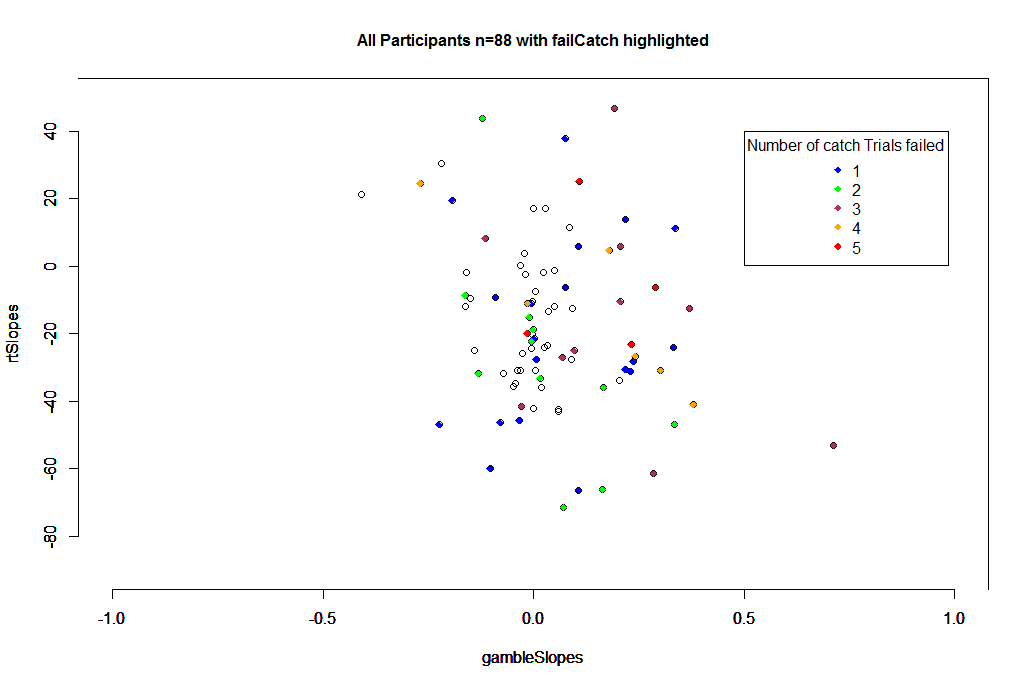 All Participants n=88 with failCatch highlighted
Number of catch Trials failed
1
2
3
4
5
rtSlopes
40
20
0
-20
-40
-60
-80
-1.0 -0.5 0.0 0.5 1.0
gambleSlopes